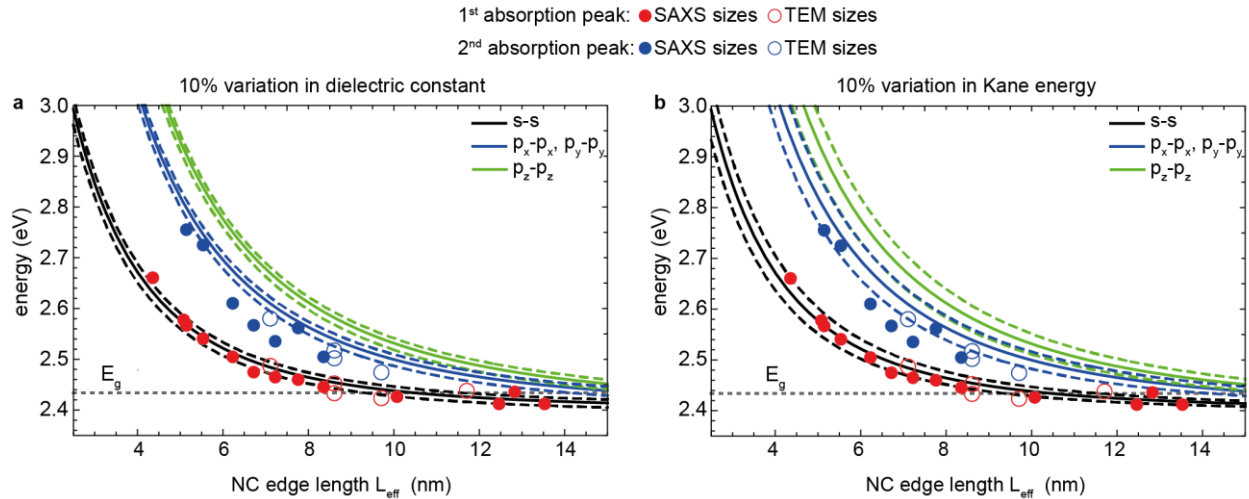 1st absorption peak: SAXS sizes TEM sizes
2nd absorption peak: SAXS sizes TEM sizes
10% variation in dielectric constant
a
3.0
2.9
2.8
2.7
2.6
2.5
2.4
energy (eV)
s-s
px-px, py-py
pz-pz
Eg
4 6 8 10 12 14
NC edge length Leff (nm)
10% variation in Kane energy
b
3.0
2.9
2.8
2.7
2.6
2.5
2.4
energy (eV)
s-s
px-px, py-py
pz-pz
Eg
4 6 8 10 12 14
NC edge length Leff (nm)